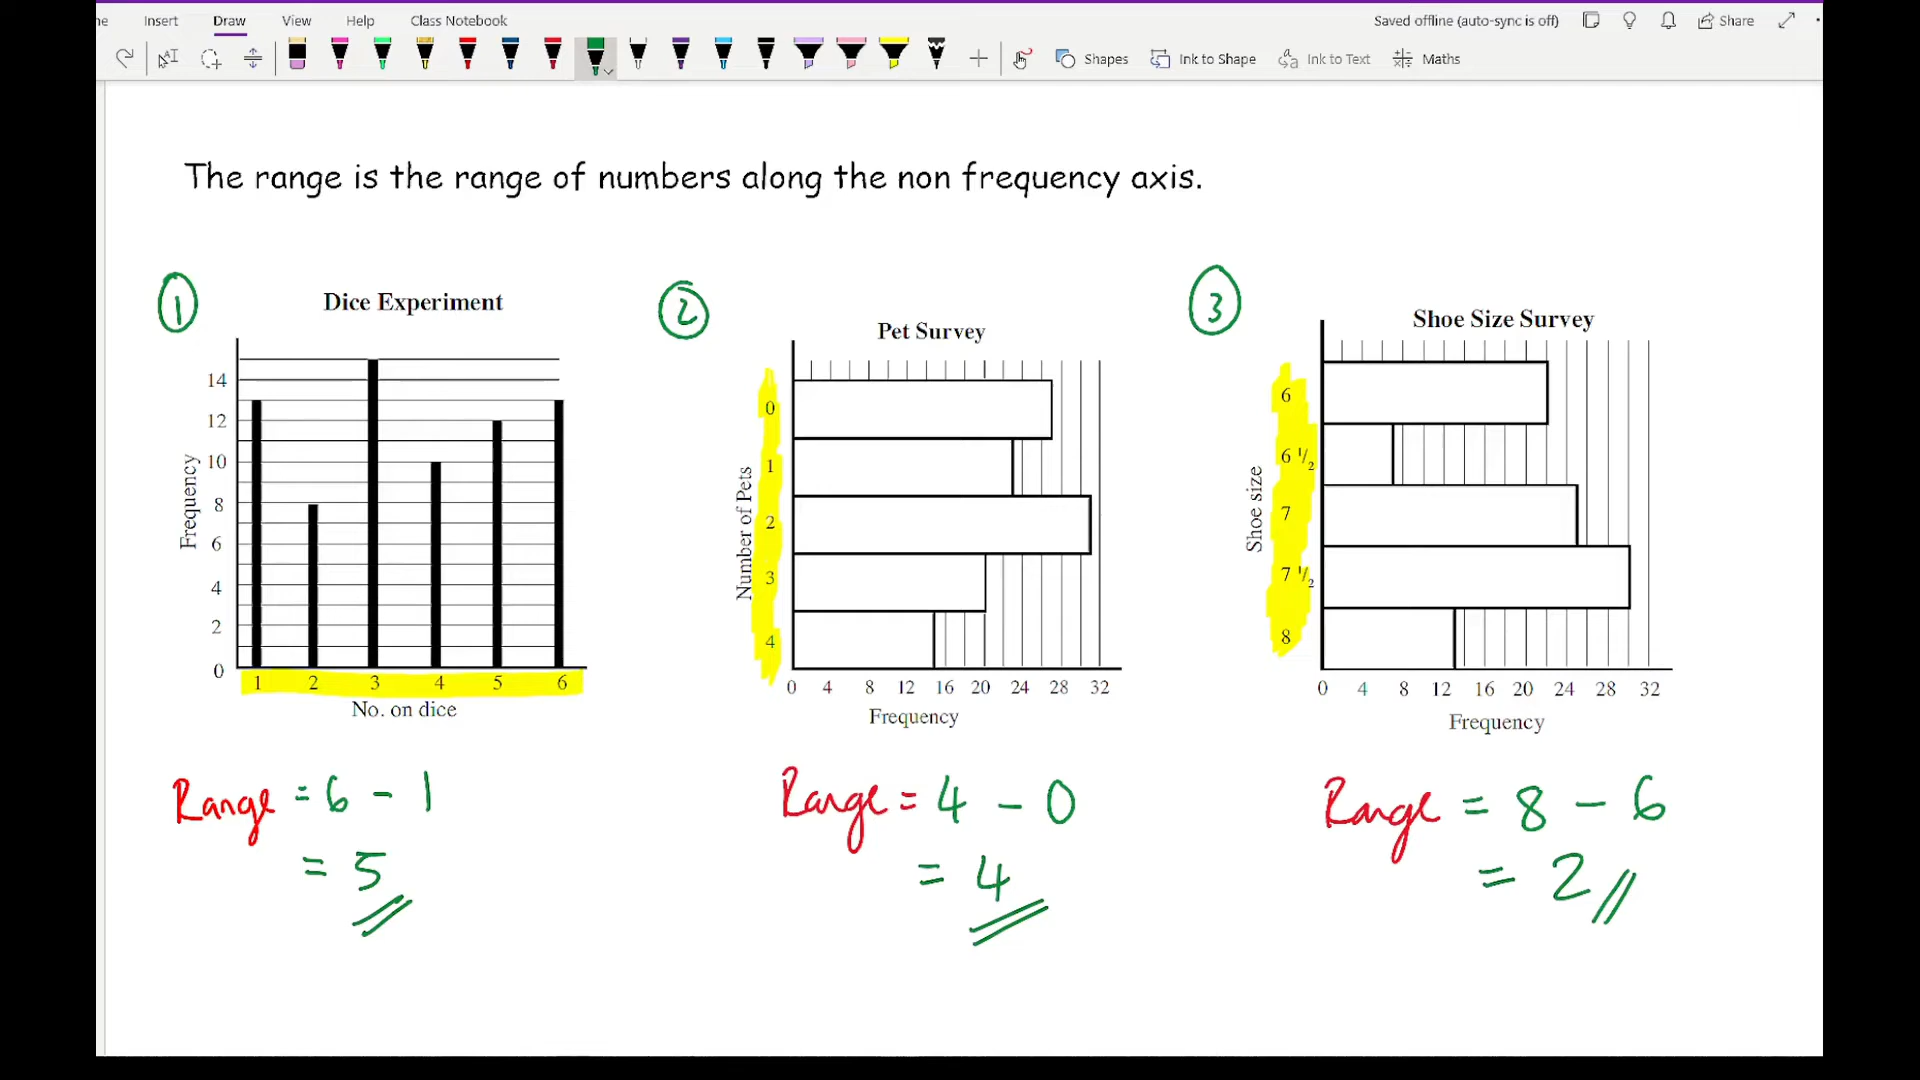 ne Insert Draw View Help Class Notebook Saved offline (auto-sync is off) Share
Shapes Ink to Shape Ink to Text Maths
The range is the range of numbers along the non frequency axis.
1
Dice Experiment
Frequency
14
12
10
8
6
4
2
0
1 2 3 4 5 6
No. on dice
Range = 6 - 1
= 5
2
Pet Survey
Number of Pets
0
1
2
3
4
0 4 8 12 16 20 24 28 32
Frequency
Range = 4 - 0
= 4
3
Shoe Size Survey
Shoe size
6
6 1/2
7
7 1/2
8
0 4 8 12 16 20 24 28 32
Frequency
Range = 8 - 6
= 2